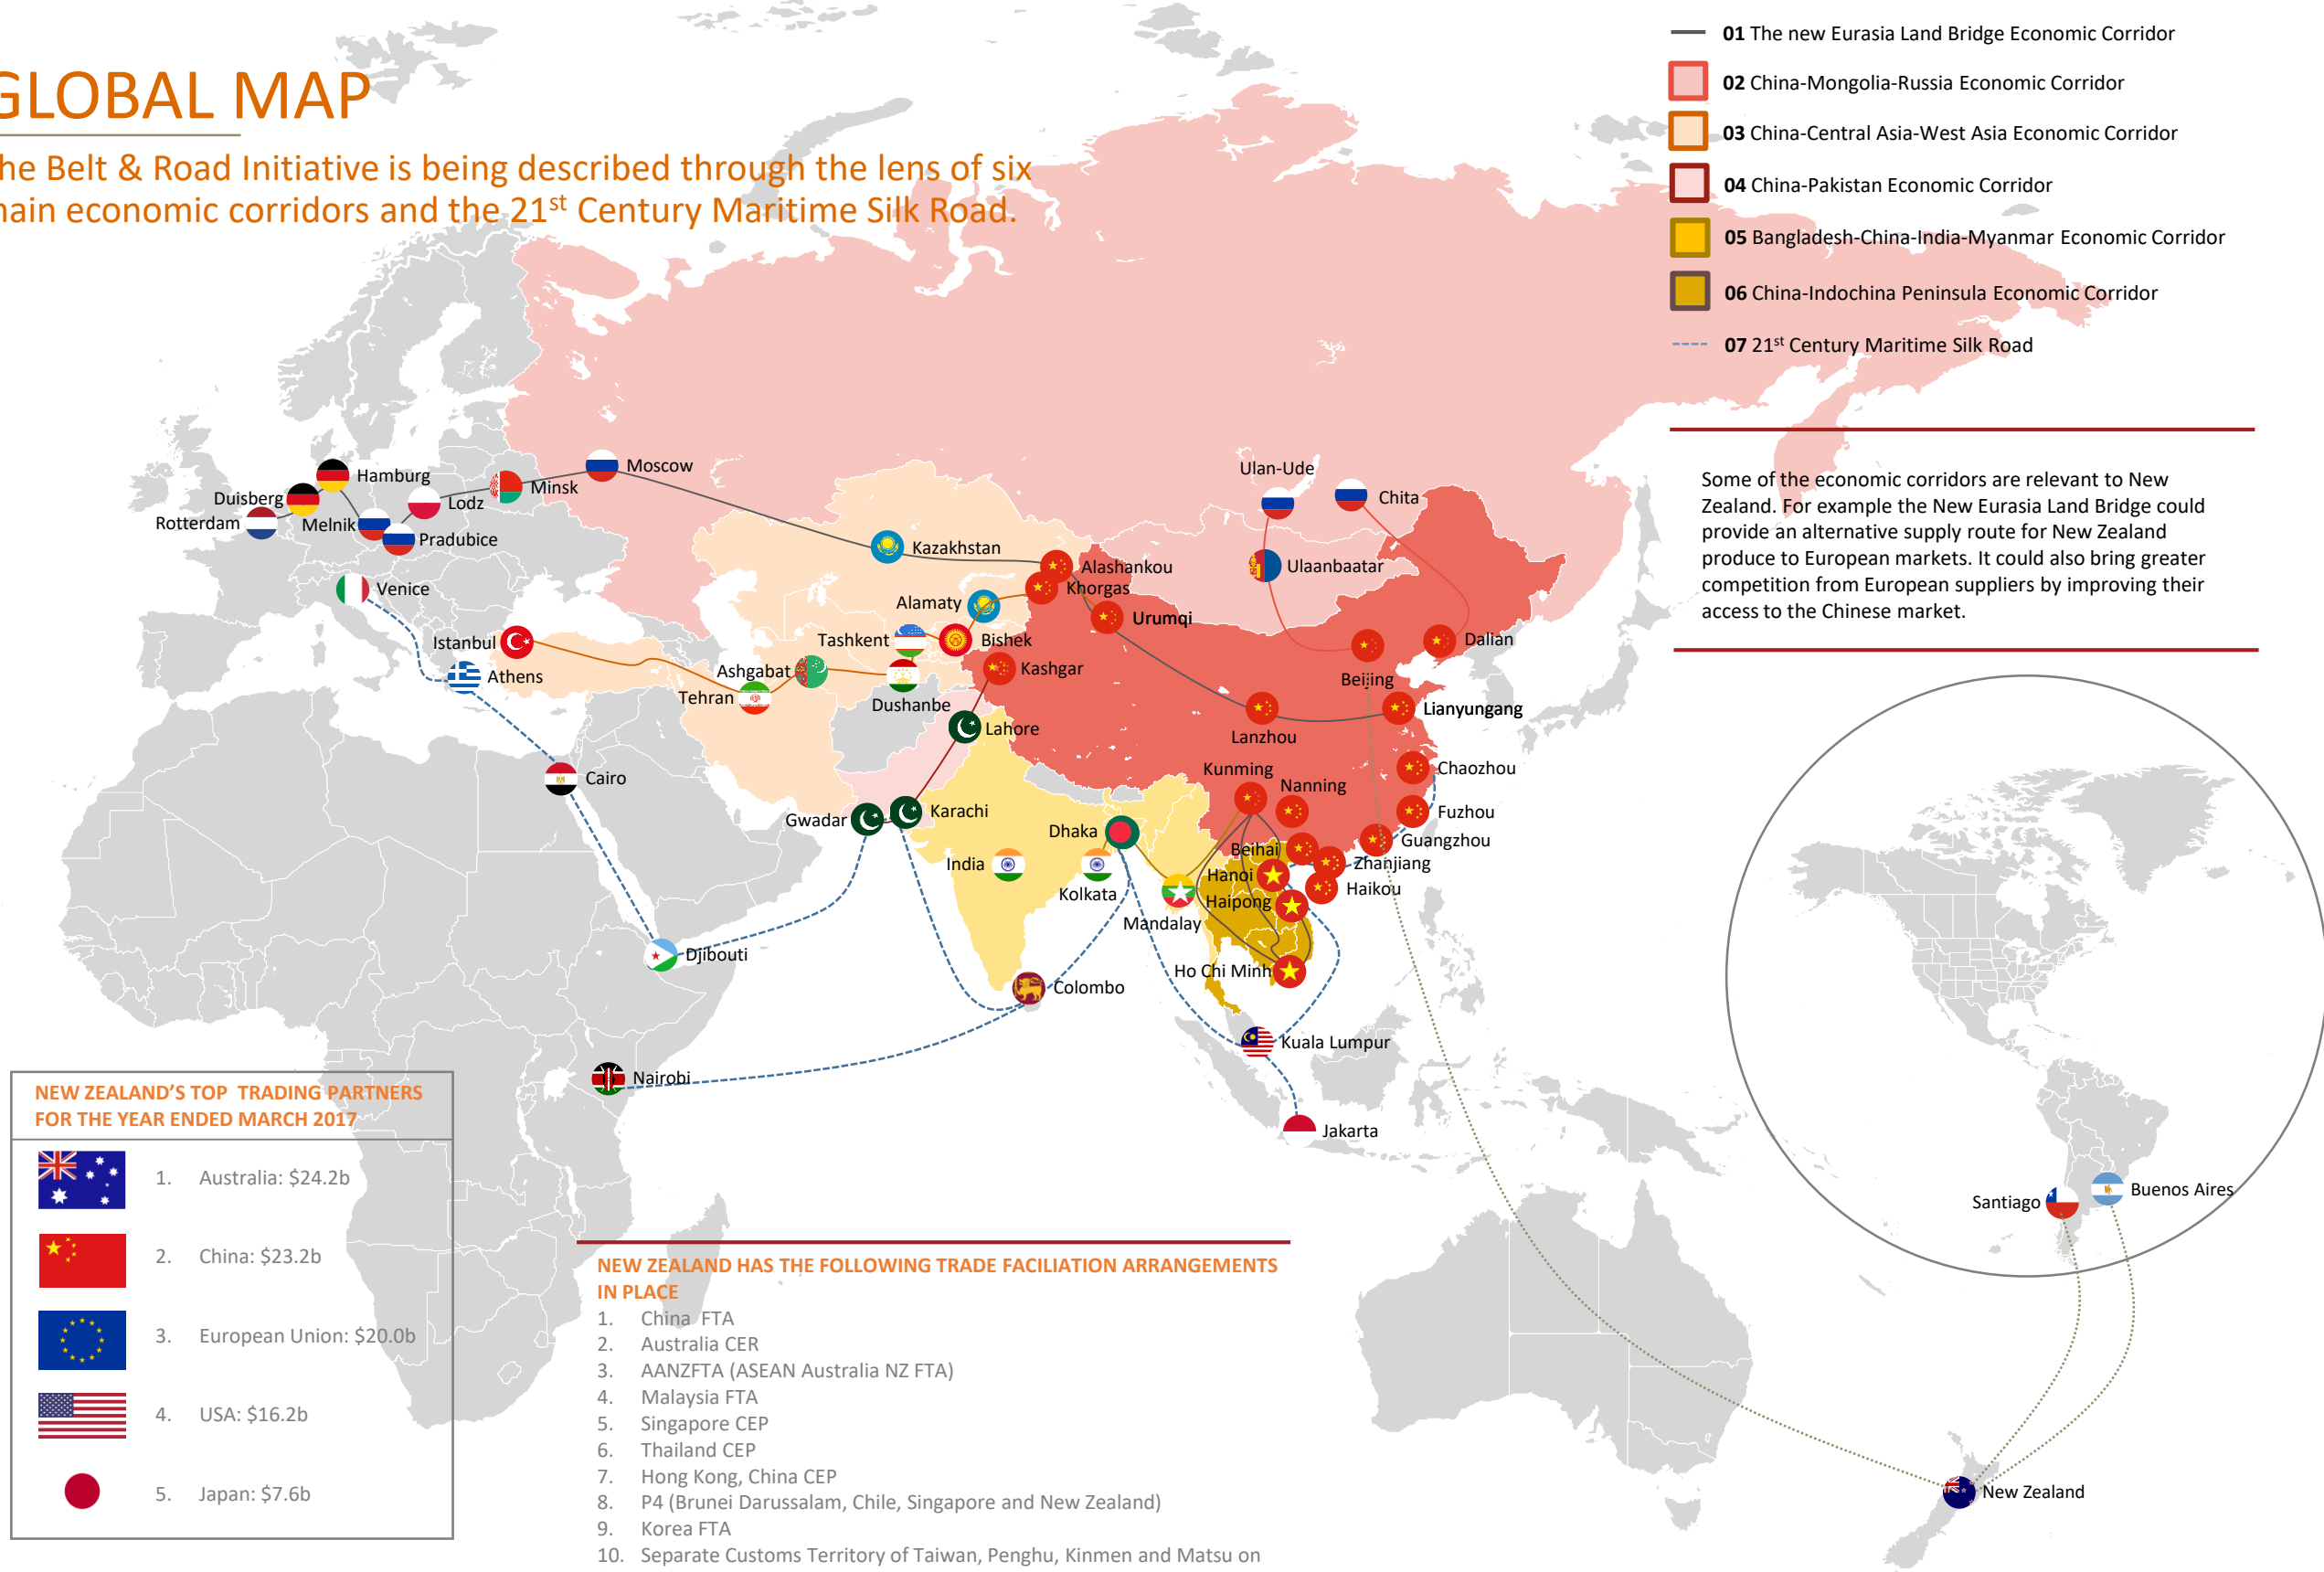 GLOBAL MAP
he Belt & Road Initiative is being described through the lens of six
ain economic corridors and the 21st Century Maritime Silk Road.
01 The new Eurasia Land Bridge Economic Corridor
02 China-Mongolia-Russia Economic Corridor
03 China-Central Asia-West Asia Economic Corridor
04 China-Pakistan Economic Corridor
05 Bangladesh-China-India-Myanmar Economic Corridor
06 China-Indochina Peninsula Economic Corridor
07 21st Century Maritime Silk Road
Some of the economic corridors are relevant to New
Zealand. For example the New Eurasia Land Bridge could
provide an alternative supply route for New Zealand
produce to European markets. It could also bring greater
competition from European suppliers by improving their
access to the Chinese market.
Moscow
Ulan-Ude
Hamburg
Minsk
Chita
Duisberg
Lodz
Rotterdam
Melnik
Pradubice
Kazakhstan
Alashankou
Ulaanbaatar
Venice
Khorgas
Alamaty
Urumqi
Istanbul
Tashkent
Bishek
Dalian
Athens
Ashgabat
Kashgar
Beijing
Tehran
Dushanbe
Lianyungang
Lahore
Lanzhou
Cairo
Kunming
Chaozhou
Nanning
Gwadar
Karachi
Fuzhou
Dhaka
Guangzhou
Beihai
India
Zhanjiang
Hanoi
Kolkata
Haikou
Haipong
Mandalay
Djibouti
Ho Chi Minh
Colombo
Kuala Lumpur
Nairobi
Jakarta
Santiago
Buenos Aires
New Zealand
NEW ZEALAND'S TOP TRADING PARTNERS
FOR THE YEAR ENDED MARCH 2017
1. Australia: $24.2b
2. China: $23.2b
3. European Union: $20.0b
4. USA: $16.2b
5. Japan: $7.6b
NEW ZEALAND HAS THE FOLLOWING TRADE FACILIATION ARRANGEMENTS
IN PLACE
1. China FTA
2. Australia CER
3. AANZFTA (ASEAN Australia NZ FTA)
4. Malaysia FTA
5. Singapore CEP
6. Thailand CEP
7. Hong Kong, China CEP
8. P4 (Brunei Darussalam, Chile, Singapore and New Zealand)
9. Korea FTA
10. Separate Customs Territory of Taiwan, Penghu, Kinmen and Matsu on